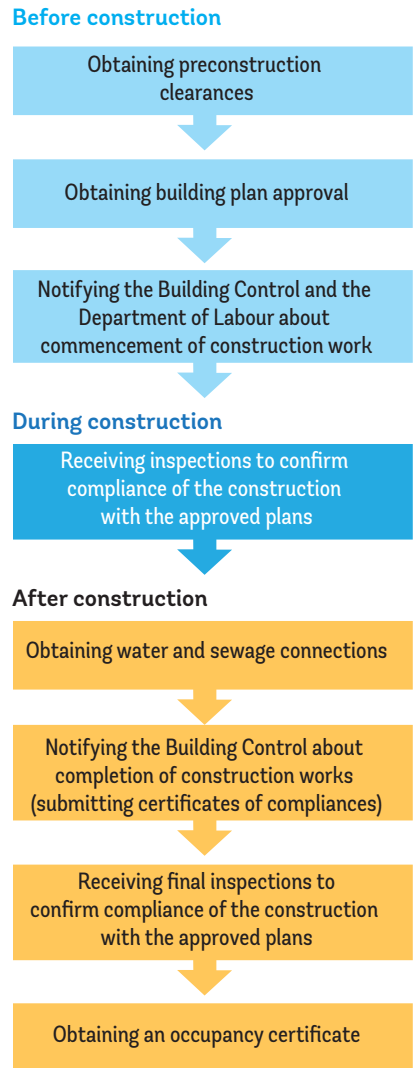 Before construction
Obtaining preconstruction
clearances
Obtaining building plan approval
Notifying the Building Control and the
Department of Labour about
commencement of construction work
During construction
Receiving inspections to confirm
compliance of the construction
with the approved plans
After construction
Obtaining water and sewage connections
Notifying the Building Control about
completion of construction works
(submitting certificates of compliances)
Receiving final inspections to
confirm compliance of the construction
with the approved plans
Obtaining an occupancy certificate